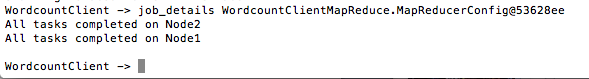 WordcountClient -> job_details WordcountClientMapReduce.MapReducerConfig@53628ee
All tasks completed on Node2
All tasks completed on Node1
WordcountClient ->